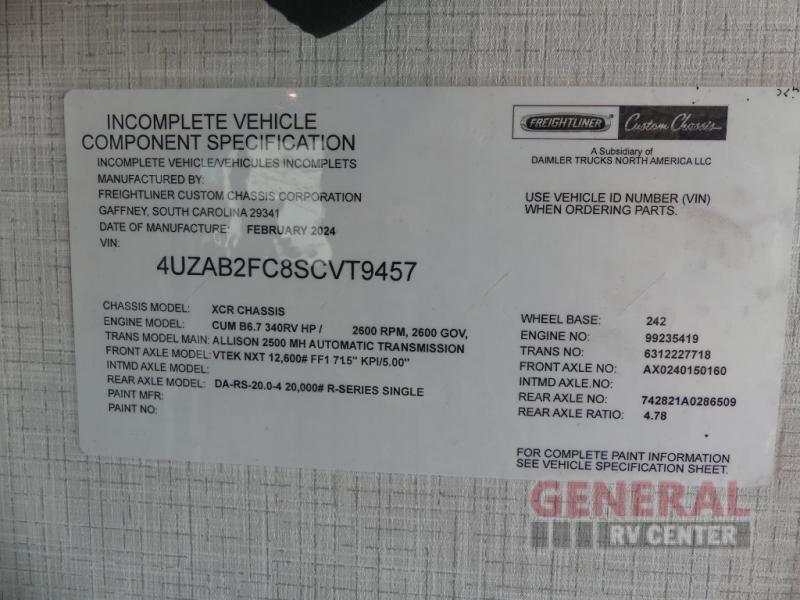 INCOMPLETE VEHICLE
COMPONENT SPECIFICATION
INCOMPLETE VEHICLE/VEHICULES INCOMPLETS
MANUFACTURED BY:
FREIGHTLINER CUSTOM CHASSIS CORPORATION
GAFFNEY, SOUTH CAROLINA 29341
DATE OF MANUFACTURE: FEBRUARY 2024
VIN:
4UZAB2FC8SCVT9457
FREIGHTLINER Custom Chassis
A Subsidiary of
DAIMLER TRUCKS NORTH AMERICA LLC
USE VEHICLE ID NUMBER (VIN)
WHEN ORDERING PARTS.
CHASSIS MODEL: XCR CHASSIS
ENGINE MODEL: CUM B6.7 340RV HP / 2600 RPM, 2600 GOV,
TRANS MODEL MAIN: ALLISON 2500 MH AUTOMATIC TRANSMISSION
FRONT AXLE MODEL: VTEK NXT 12,600# FF1 71.5" KPI/5.00"
INTMD AXLE MODEL:
REAR AXLE MODEL: DA-RS-20.0-4 20,000# R-SERIES SINGLE
PAINT MFR:
PAINT NO:
WHEEL BASE: 242
ENGINE NO: 99235419
TRANS NO: 6312227718
FRONT AXLE NO: AX0240150160
INTMD AXLE NO:
REAR AXLE NO: 742821A0286509
REAR AXLE RATIO: 4.78
FOR COMPLETE PAINT INFORMATION
SEE VEHICLE SPECIFICATION SHEET.
GENERAL
RV CENTER